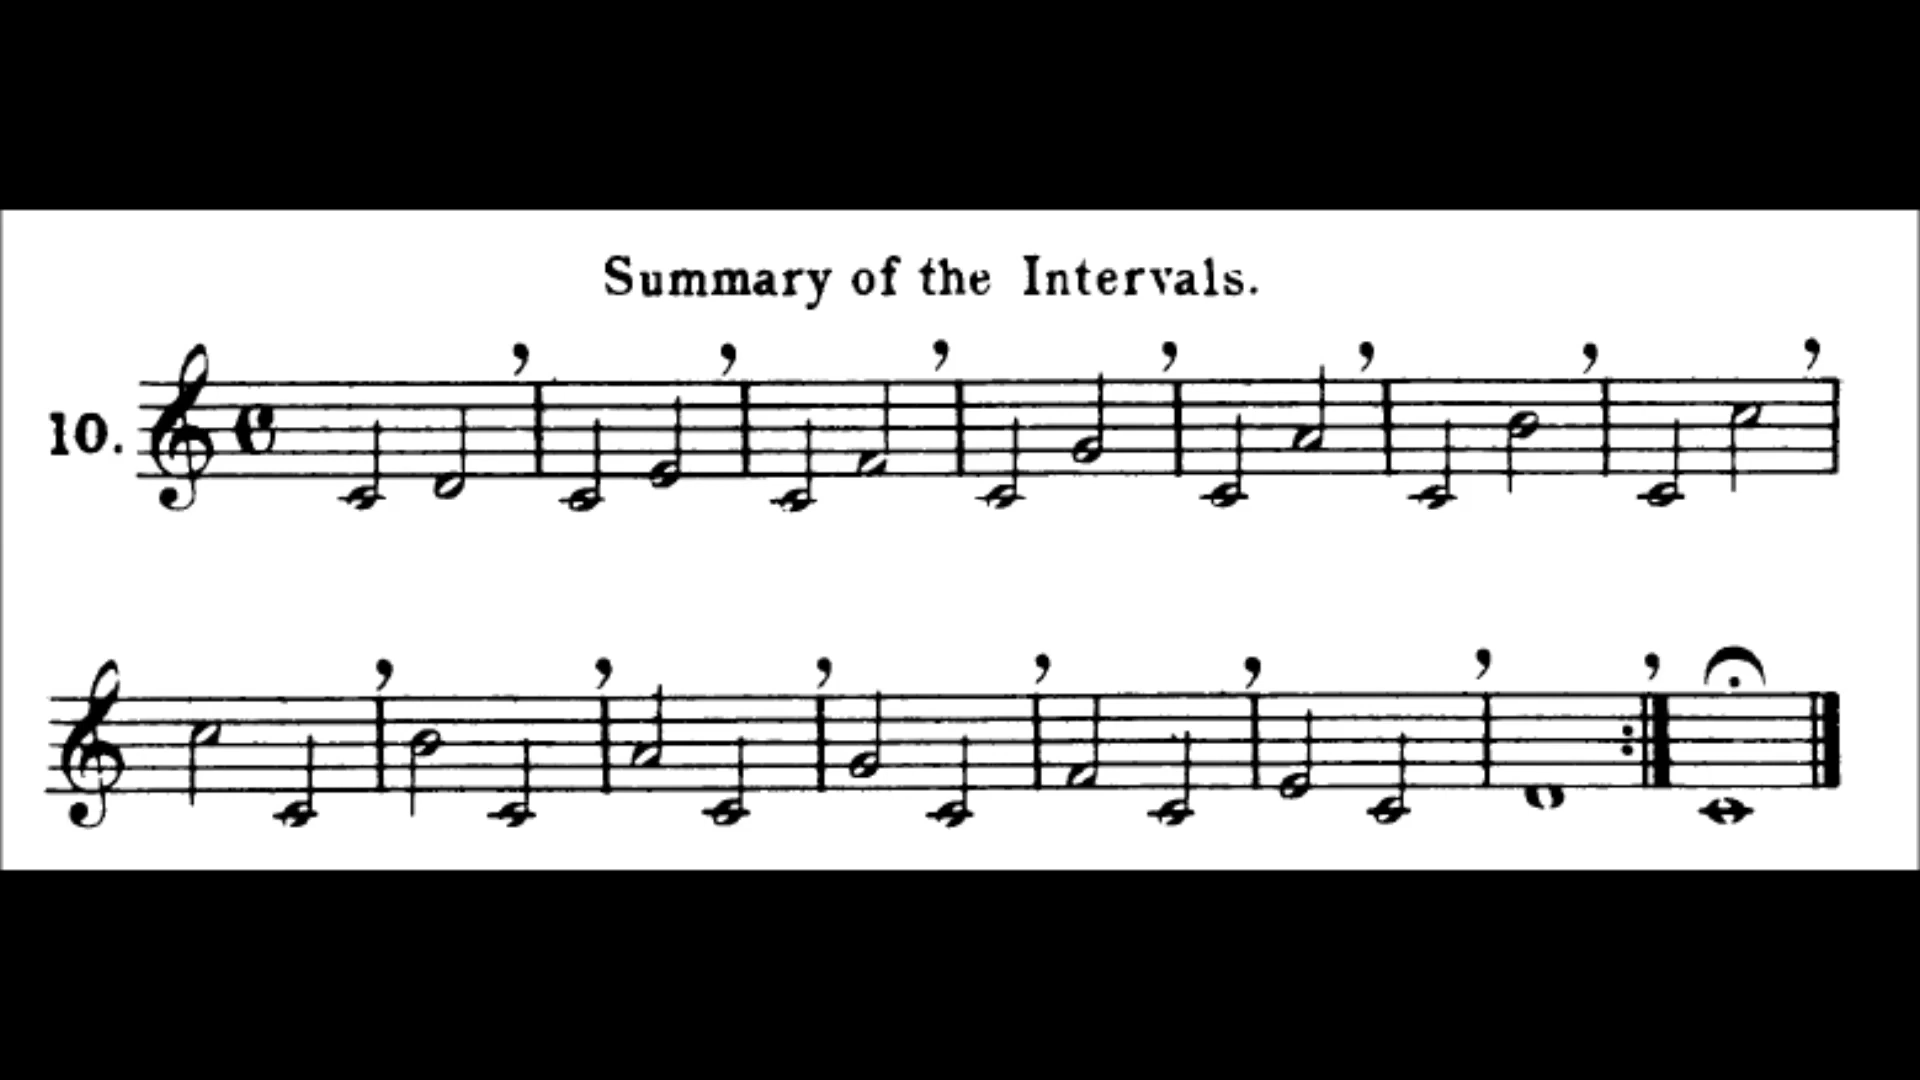 Summary of the Intervals.
10.